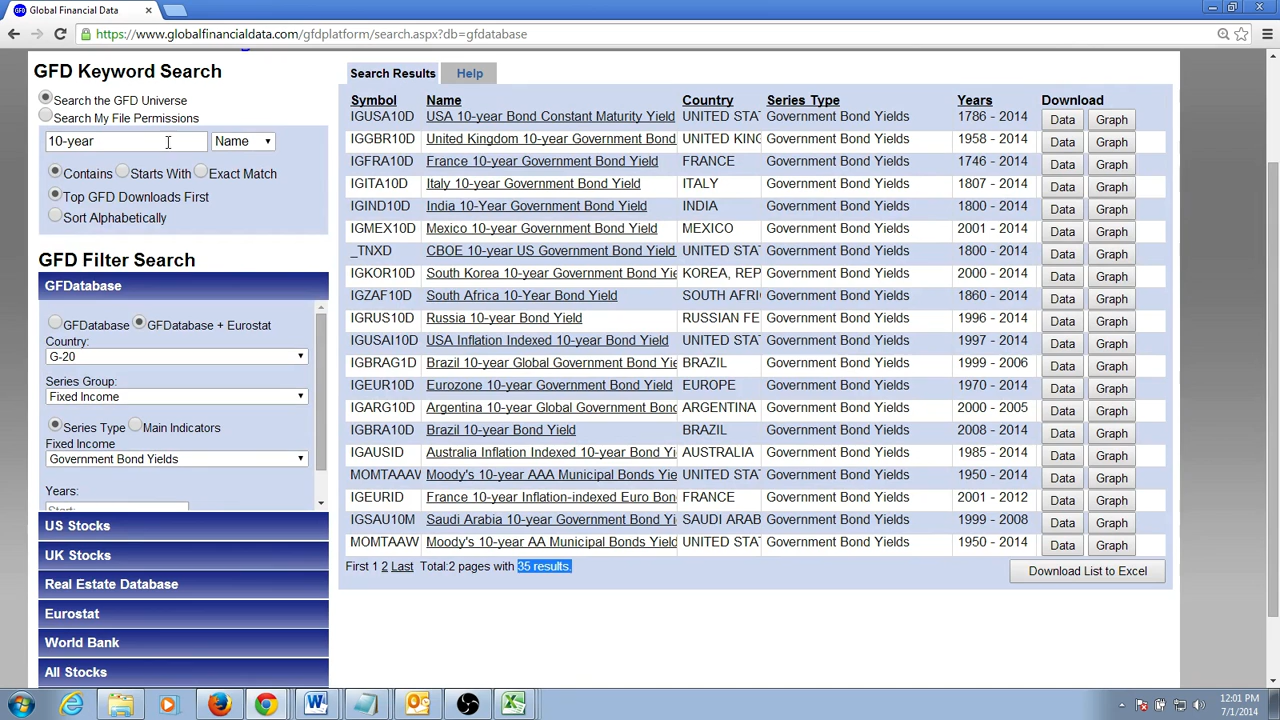 Global Financial Data
https://www.globalfinancialdata.com/gfdplatform/search.aspx?db=gfdatabase
GFD Keyword Search
Search the GFD Universe
Search My File Permissions
10-year Name
Contains Starts With Exact Match
Top GFD Downloads First
Sort Alphabetically
GFD Filter Search
GFDatabase
GFDatabase GFDatabase + Eurostat
Country:
G-20
Series Group:
Fixed Income
Series Type Main Indicators
Fixed Income
Government Bond Yields
Years:
US Stocks
UK Stocks
Real Estate Database
Eurostat
World Bank
All Stocks
Search Results Help
Symbol Name Country Series Type Years Download
IGUSA10D USA 10-year Bond Constant Maturity Yield UNITED STA Government Bond Yields 1786 - 2014 Data Graph
IGGBR10D United Kingdom 10-year Government Bond UNITED KING Government Bond Yields 1958 - 2014 Data Graph
IGFRA10D France 10-year Government Bond Yield FRANCE Government Bond Yields 1746 - 2014 Data Graph
IGITA10D Italy 10-year Government Bond Yield ITALY Government Bond Yields 1807 - 2014 Data Graph
IGIND10D India 10-Year Government Bond Yield INDIA Government Bond Yields 1800 - 2014 Data Graph
IGMEX10D Mexico 10-year Government Bond Yield MEXICO Government Bond Yields 2001 - 2014 Data Graph
_TNXD CBOE 10-year US Government Bond Yield UNITED STA Government Bond Yields 1800 - 2014 Data Graph
IGKOR10D South Korea 10-year Government Bond Yie KOREA, REP Government Bond Yields 2000 - 2014 Data Graph
IGZAF10D South Africa 10-Year Bond Yield SOUTH AFRI Government Bond Yields 1860 - 2014 Data Graph
IGRUS10D Russia 10-year Bond Yield RUSSIAN FE Government Bond Yields 1996 - 2014 Data Graph
IGUSAI10D USA Inflation Indexed 10-year Bond Yield UNITED STA Government Bond Yields 1997 - 2014 Data Graph
IGBRAG1D Brazil 10-year Global Government Bond Yie BRAZIL Government Bond Yields 1999 - 2006 Data Graph
IGEUR10D Eurozone 10-year Government Bond Yield EUROPE Government Bond Yields 1970 - 2014 Data Graph
IGARG10D Argentina 10-year Global Government Bond ARGENTINA Government Bond Yields 2000 - 2005 Data Graph
IGBRA10D Brazil 10-year Bond Yield BRAZIL Government Bond Yields 2008 - 2014 Data Graph
IGAUSID Australia Inflation Indexed 10-year Bond Yi AUSTRALIA Government Bond Yields 1985 - 2014 Data Graph
MOMTAAAW Moody's 10-year AAA Municipal Bonds Yie UNITED STA Government Bond Yields 1950 - 2014 Data Graph
IGEURID France 10-year Inflation-indexed Euro Bon FRANCE Government Bond Yields 2001 - 2012 Data Graph
IGSAU10M Saudi Arabia 10-year Government Bond Yi SAUDI ARAB Government Bond Yields 1999 - 2008 Data Graph
MOMTAAW Moody's 10-year AA Municipal Bonds Yield UNITED STA Government Bond Yields 1950 - 2014 Data Graph
First 1 2 Last Total:2 pages with 35 results.
Download List to Excel
12:01 PM
7/1/2014